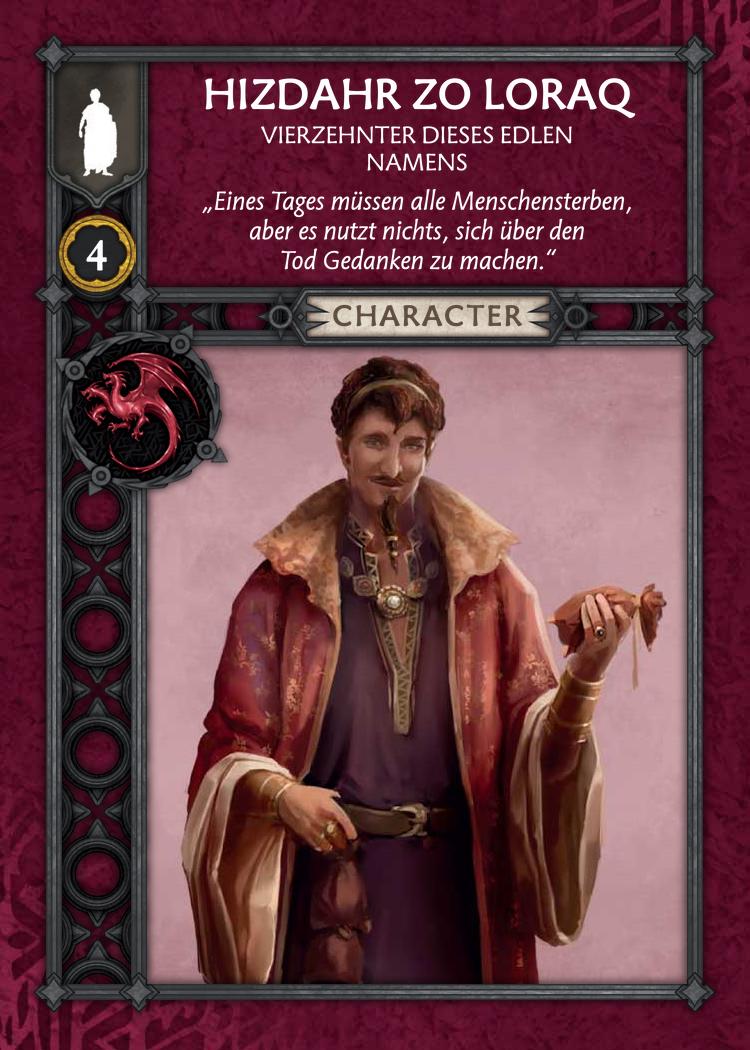 HIZDAHR ZO LORAQ
VIERZEHNTER DIESES EDLEN
NAMENS
„Eines Tages müssen alle Menschensterben,
aber es nutzt nichts, sich über den
Tod Gedanken zu machen.“
4
CHARACTER